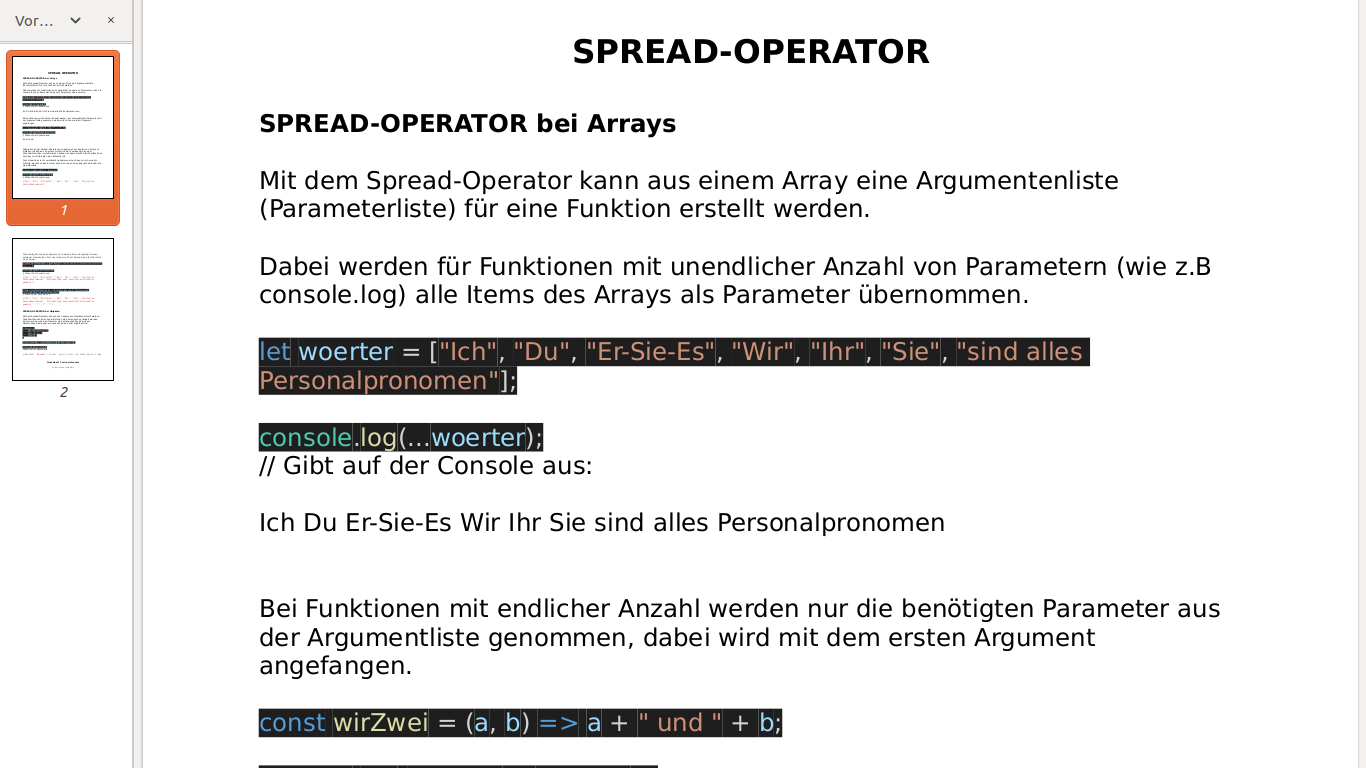 Vor...
×
1
2
SPREAD-OPERATOR
SPREAD-OPERATOR bei Arrays
Mit dem Spread-Operator kann aus einem Array eine Argumentenliste
(Parameterliste) für eine Funktion erstellt werden.
Dabei werden für Funktionen mit unendlicher Anzahl von Parametern (wie z.B
console.log) alle Items des Arrays als Parameter übernommen.
let woerter = ["Ich", "Du", "Er-Sie-Es", "Wir", "Ihr", "Sie", "sind alles
Personalpronomen"];
console.log(...woerter);
// Gibt auf der Console aus:
Ich Du Er-Sie-Es Wir Ihr Sie sind alles Personalpronomen
Bei Funktionen mit endlicher Anzahl werden nur die benötigten Parameter aus
der Argumentliste genommen, dabei wird mit dem ersten Argument
angefangen.
const wirZwei = (a, b) => a + " und " + b;